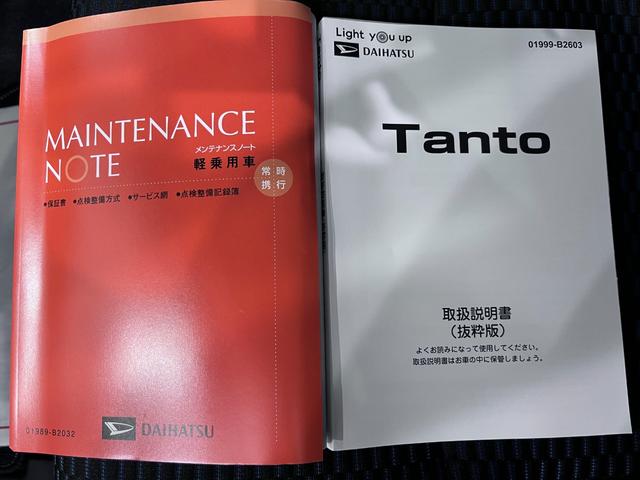 MAINTENANCE
NOTE
メンテナンスノート
軽乗用車
常時
携行
●保証書 ●点検整備方式 ●サービス網 ●点検整備記録簿
01989-B2032
DAIHATSU
Light you up
DAIHATSU
01999-B2603
Tanto
取扱説明書
(抜粋版)
よくお読みになって使用してください。
取扱説明書はお車の中に保管しましょう。